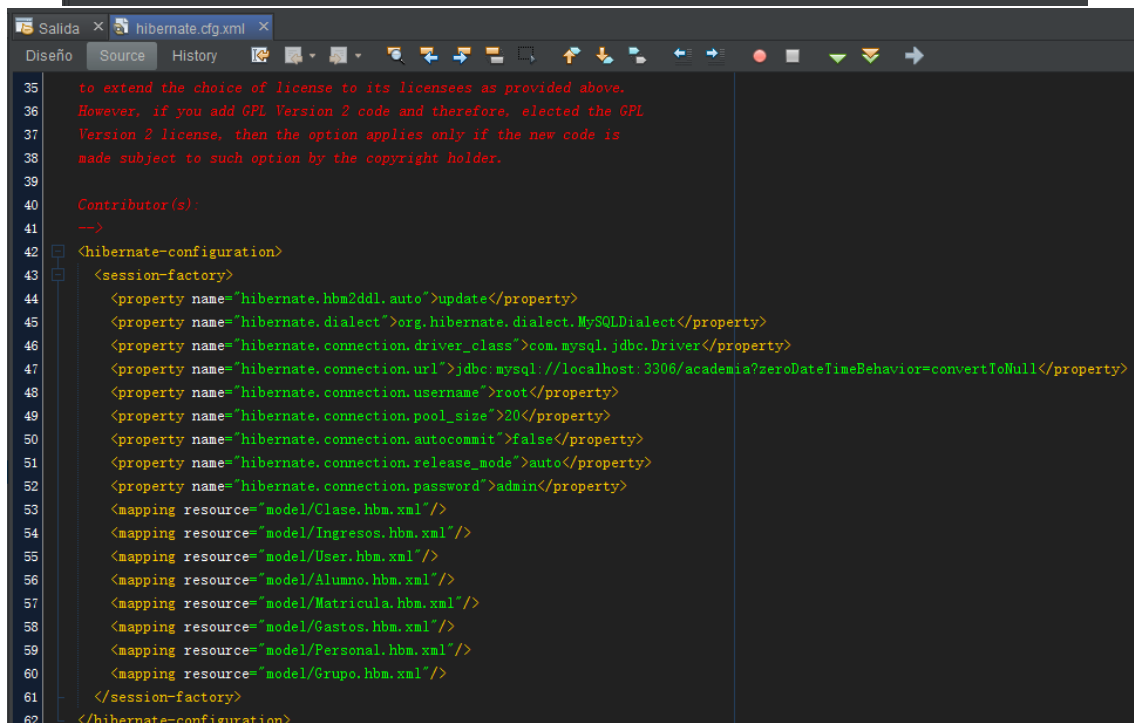 Salida hibernate.cfg.xml
Diseño Source History
35 to extend the choice of license to its licensees as provided above.
36 However, if you add GPL Version 2 code and therefore, elected the GPL
37 Version 2 license, then the option applies only if the new code is
38 made subject to such option by the copyright holder.
39
40 Contributor(s):
41 -->
42 <hibernate-configuration>
43 <session-factory>
44 <property name="hibernate.hbm2ddl.auto">update</property>
45 <property name="hibernate.dialect">org.hibernate.dialect.MySQLDialect</property>
46 <property name="hibernate.connection.driver_class">com.mysql.jdbc.Driver</property>
47 <property name="hibernate.connection.url">jdbc:mysql://localhost:3306/academia?zeroDateTimeBehavior=convertToNull</property>
48 <property name="hibernate.connection.username">root</property>
49 <property name="hibernate.connection.pool_size">20</property>
50 <property name="hibernate.connection.autocommit">false</property>
51 <property name="hibernate.connection.release_mode">auto</property>
52 <property name="hibernate.connection.password">admin</property>
53 <mapping resource="model/Clase.hbm.xml"/>
54 <mapping resource="model/Ingresos.hbm.xml"/>
55 <mapping resource="model/User.hbm.xml"/>
56 <mapping resource="model/Alumno.hbm.xml"/>
57 <mapping resource="model/Matricula.hbm.xml"/>
58 <mapping resource="model/Gastos.hbm.xml"/>
59 <mapping resource="model/Personal.hbm.xml"/>
60 <mapping resource="model/Grupo.hbm.xml"/>
61 </session-factory>
62 </hibernate-configuration>